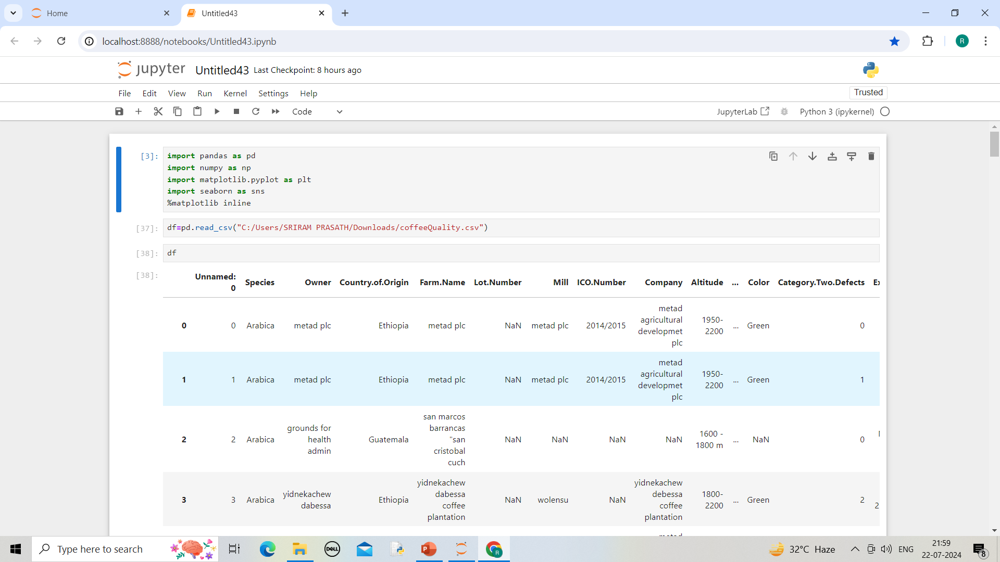 Home
Untitled43
localhost:8888/notebooks/Untitled43.ipynb
R
jupyter Untitled43 Last Checkpoint: 8 hours ago
File Edit View Run Kernel Settings Help
Trusted
Code
JupyterLab
Python 3 (ipykernel)
[3]:
import pandas as pd
import numpy as np
import matplotlib.pyplot as plt
import seaborn as sns
%matplotlib inline
[37]: df=pd.read_csv("C:/Users/SRIRAM PRASATH/Downloads/coffeeQuality.csv")
[38]: df
[38]:
Unnamed: 0 Species Owner Country.of.Origin Farm.Name Lot.Number Mill ICO.Number Company Altitude ... Color Category.Two.Defects Ex
0 0 Arabica metad plc Ethiopia metad plc NaN metad plc 2014/2015 metad agricultural developmet plc 1950-2200 ... Green 0
1 1 Arabica metad plc Ethiopia metad plc NaN metad plc 2014/2015 metad agricultural developmet plc 1950-2200 ... Green 1
2 2 Arabica grounds for health admin Guatemala san marcos barrancas "san cristobal cuch NaN NaN NaN NaN 1600 - 1800 m ... NaN 0
3 3 Arabica yidnekachew dabessa Ethiopia yidnekachew dabessa coffee plantation NaN wolensu NaN yidnekachew debessa coffee plantation 1800-2200 ... Green 2 2
metad
Type here to search
DELL
P
R
32°C Haze
ENG
21:59
22-07-2024
8